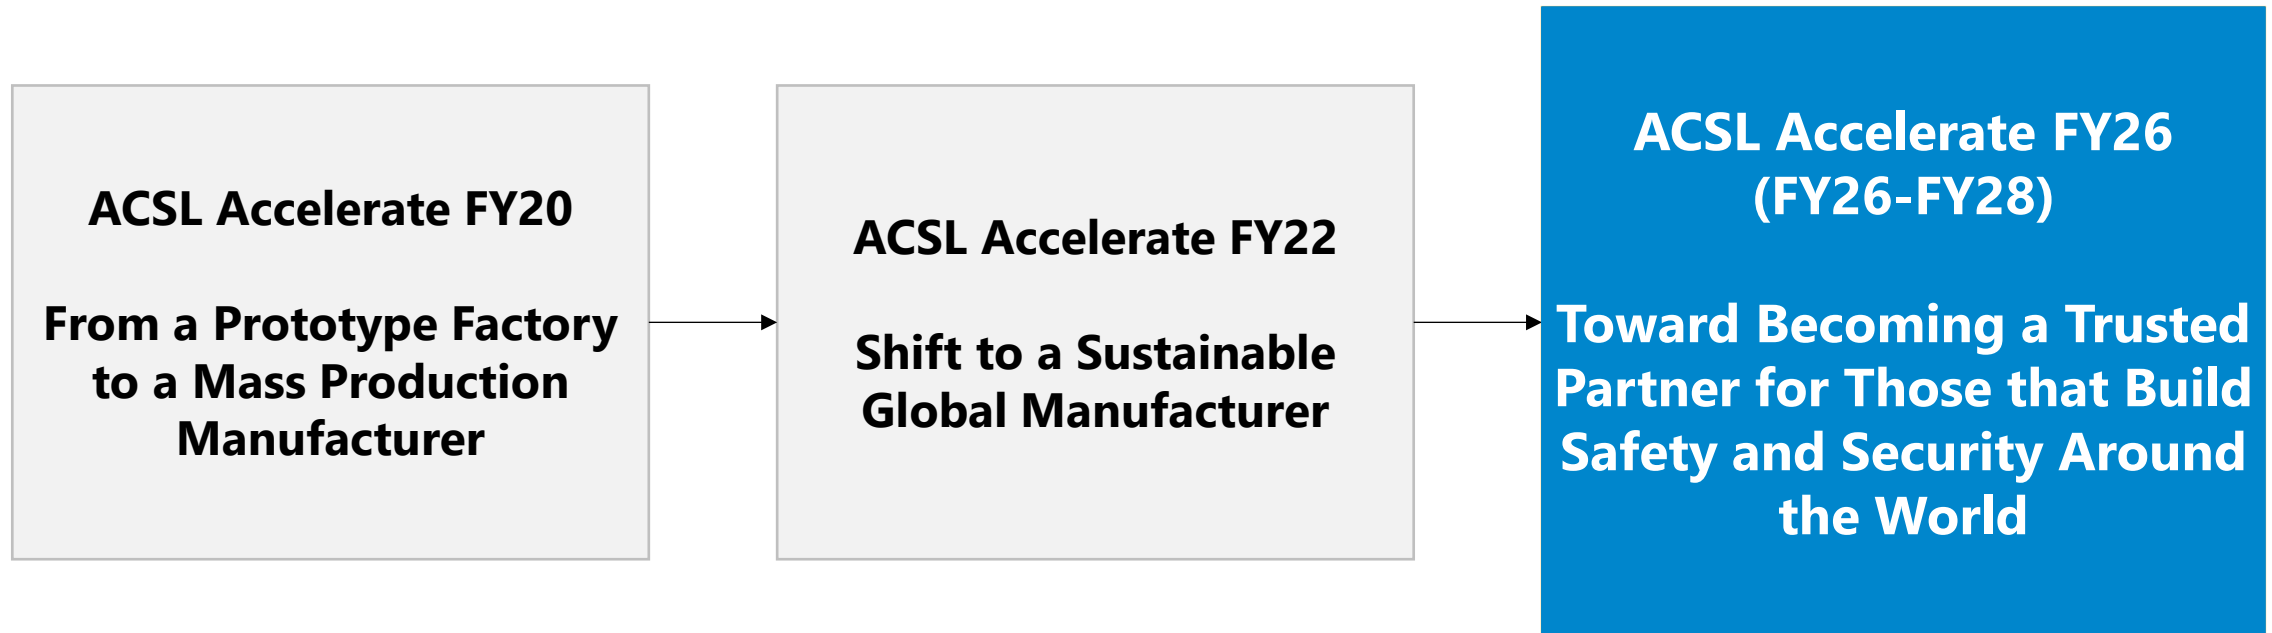 ACSL Accelerate FY20
From a Prototype Factory
to a Mass Production
Manufacturer
ACSL Accelerate FY22
Shift to a Sustainable
Global Manufacturer
ACSL Accelerate FY26
(FY26-FY28)
Toward Becoming a Trusted
Partner for Those that Build
Safety and Security Around
the World